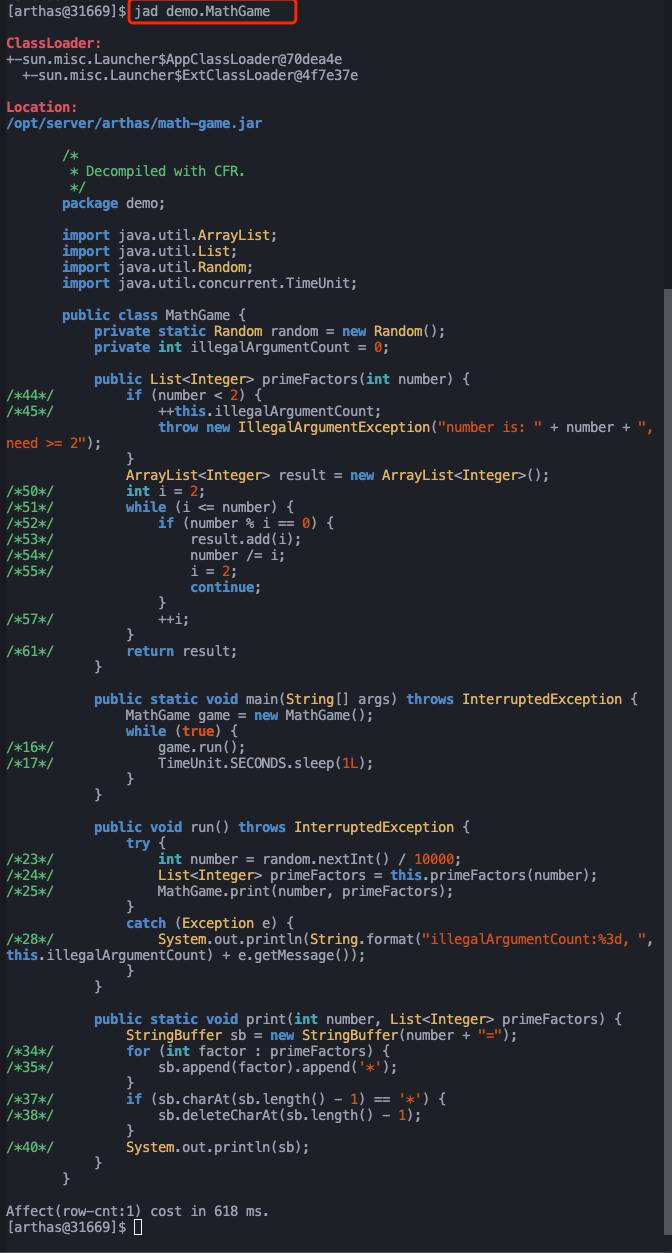 [arthas@31669]$ jad demo.MathGame

ClassLoader:
+-sun.misc.Launcher$AppClassLoader@70dea4e
  +-sun.misc.Launcher$ExtClassLoader@4f7e37e

Location:
/opt/server/arthas/math-game.jar

       /*
        * Decompiled with CFR.
        */
       package demo;

       import java.util.ArrayList;
       import java.util.List;
       import java.util.Random;
       import java.util.concurrent.TimeUnit;

       public class MathGame {
           private static Random random = new Random();
           private int illegalArgumentCount = 0;

           public List<Integer> primeFactors(int number) {
/*44*/         if (number < 2) {
/*45*/             ++this.illegalArgumentCount;
                   throw new IllegalArgumentException("number is: " + number + ",
need >= 2");
               }
               ArrayList<Integer> result = new ArrayList<Integer>();
/*50*/         int i = 2;
/*51*/         while (i <= number) {
/*52*/             if (number % i == 0) {
/*53*/                 result.add(i);
/*54*/                 number /= i;
/*55*/                 i = 2;
                       continue;
                   }
/*57*/             ++i;
               }
/*61*/         return result;
           }

           public static void main(String[] args) throws InterruptedException {
               MathGame game = new MathGame();
               while (true) {
/*16*/             game.run();
/*17*/             TimeUnit.SECONDS.sleep(1L);
               }
           }

           public void run() throws InterruptedException {
               try {
/*23*/             int number = random.nextInt() / 10000;
/*24*/             List<Integer> primeFactors = this.primeFactors(number);
/*25*/             MathGame.print(number, primeFactors);
               }
               catch (Exception e) {
/*28*/             System.out.println(String.format("illegalArgumentCount:%3d, ",
this.illegalArgumentCount) + e.getMessage());
               }
           }

           public static void print(int number, List<Integer> primeFactors) {
               StringBuffer sb = new StringBuffer(number + "=");
/*34*/         for (int factor : primeFactors) {
/*35*/             sb.append(factor).append('*');
               }
/*37*/         if (sb.charAt(sb.length() - 1) == '*') {
/*38*/             sb.deleteCharAt(sb.length() - 1);
               }
/*40*/         System.out.println(sb);
           }
       }

Affect(row-cnt:1) cost in 618 ms.
[arthas@31669]$